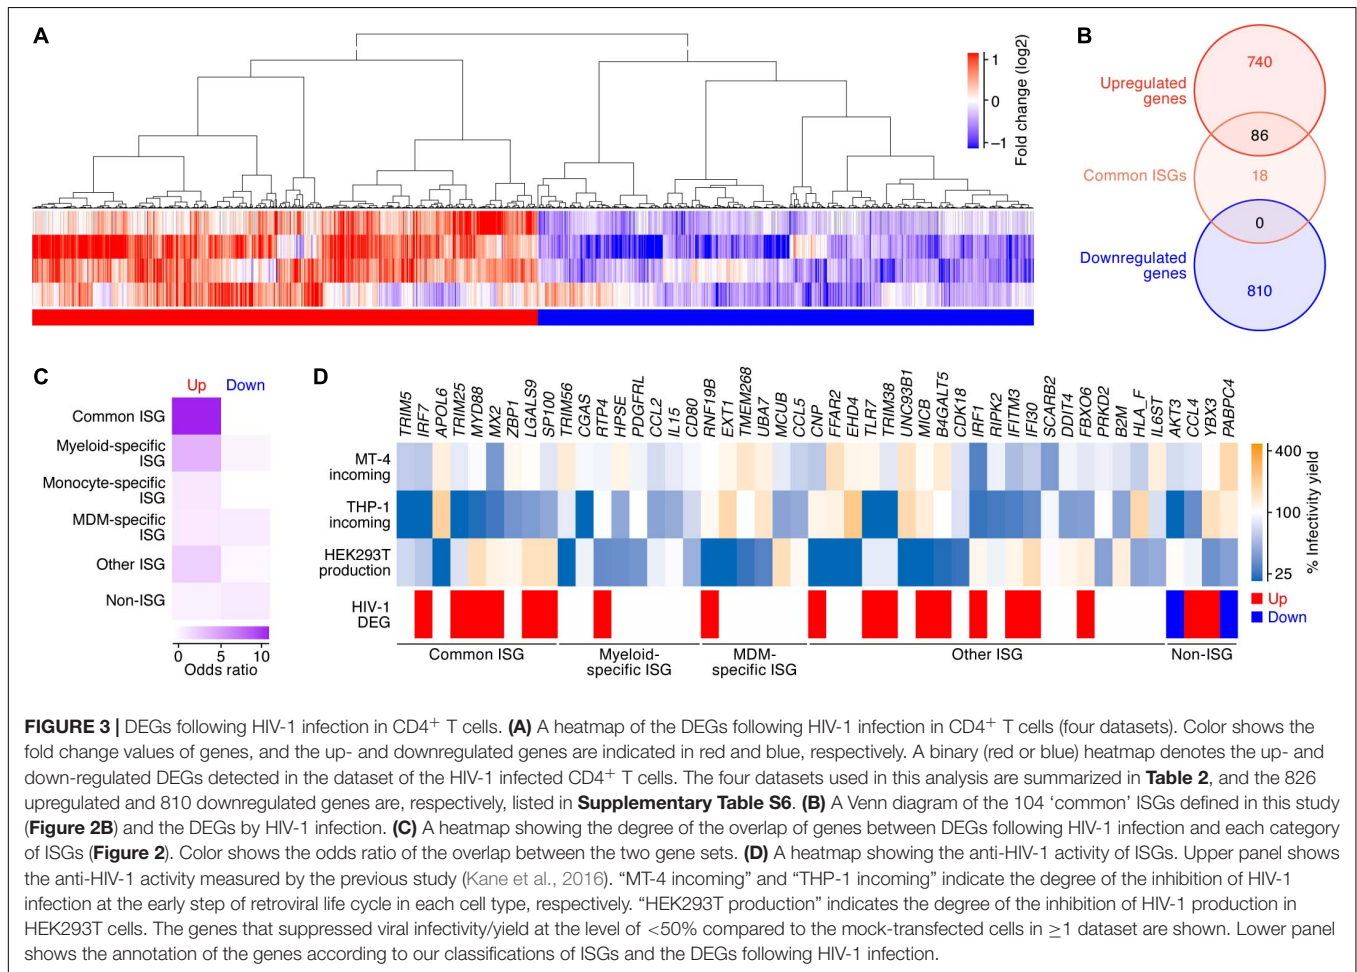 A
1
0
−1
Fold change (log2)
B
740
Upregulated
genes
86
Common ISGs
18
0
Downregulated
genes
810
C
Up Down
Common ISG
Myeloid-specific
ISG
Monocyte-specific
ISG
MDM-specific
ISG
Other ISG
Non-ISG
0 5 10
Odds ratio
D
TRIM5 IRF7 APOL6 TRIM25 MYD88 MX2 ZBP1 LGALS9 SP100 TRIM56 CGAS RTP4 HPSE PDGFRL CCL2 IL15 CD80 RNF19B EXT1 TMEM268 UBA7 MCUB CCL5 CNP FFAR2 EHD4 TLR7 TRIM38 UNC93B1 MICB B4GALT5 CDK18 IRF1 RIPK2 IFITM3 IFI30 SCARB2 DDIT4 FBXO6 PRKD2 B2M HLA_F IL6ST AKT3 CCL4 YBX3 PABPC4
MT-4
incoming
THP-1
incoming
HEK293T
production
HIV-1
DEG
400
100
25
% Infectivity yield
Up
Down
Common ISG
Myeloid-
specific ISG
MDM-
specific ISG
Other ISG
Non-ISG
FIGURE 3 | DEGs following HIV-1 infection in CD4+ T cells. (A) A heatmap of the DEGs following HIV-1 infection in CD4+ T cells (four datasets). Color shows the
fold change values of genes, and the up- and downregulated genes are indicated in red and blue, respectively. A binary (red or blue) heatmap denotes the up- and
down-regulated DEGs detected in the dataset of the HIV-1 infected CD4+ T cells. The four datasets used in this analysis are summarized in Table 2, and the 826
upregulated and 810 downregulated genes are, respectively, listed in Supplementary Table S6. (B) A Venn diagram of the 104 ‘common’ ISGs defined in this study
(Figure 2B) and the DEGs by HIV-1 infection. (C) A heatmap showing the degree of the overlap of genes between DEGs following HIV-1 infection and each category
of ISGs (Figure 2). Color shows the odds ratio of the overlap between the two gene sets. (D) A heatmap showing the anti-HIV-1 activity of ISGs. Upper panel shows
the anti-HIV-1 activity measured by the previous study (Kane et al., 2016). “MT-4 incoming” and “THP-1 incoming” indicate the degree of the inhibition of HIV-1
infection at the early step of retroviral life cycle in each cell type, respectively. “HEK293T production” indicates the degree of the inhibition of HIV-1 production in
HEK293T cells. The genes that suppressed viral infectivity/yield at the level of <50% compared to the mock-transfected cells in ≥1 dataset are shown. Lower panel
shows the annotation of the genes according to our classifications of ISGs and the DEGs following HIV-1 infection.